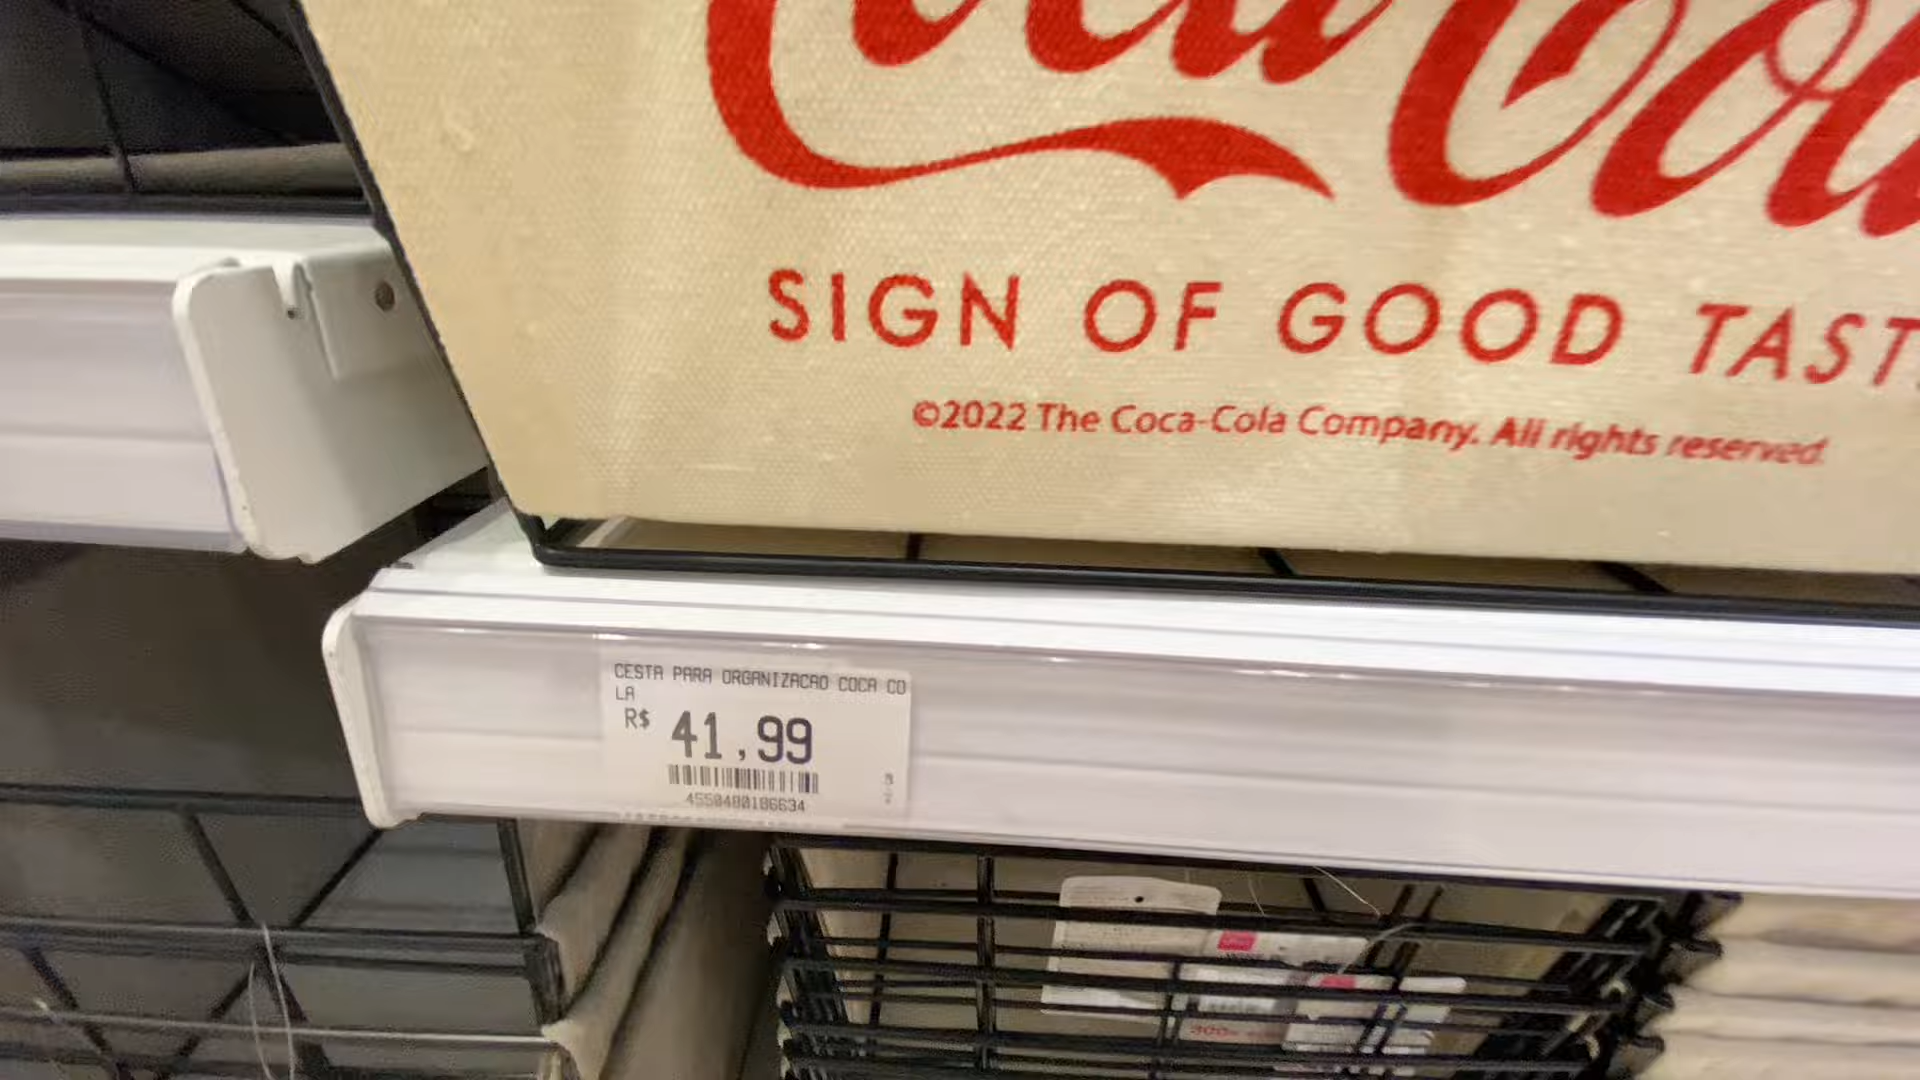 Coca-Cola
SIGN OF GOOD TAST
©2022 The Coca-Cola Company. All rights reserved.
CESTA PARA ORGANIZACAO COCA CO
LA
R$ 41,99
4550480186634